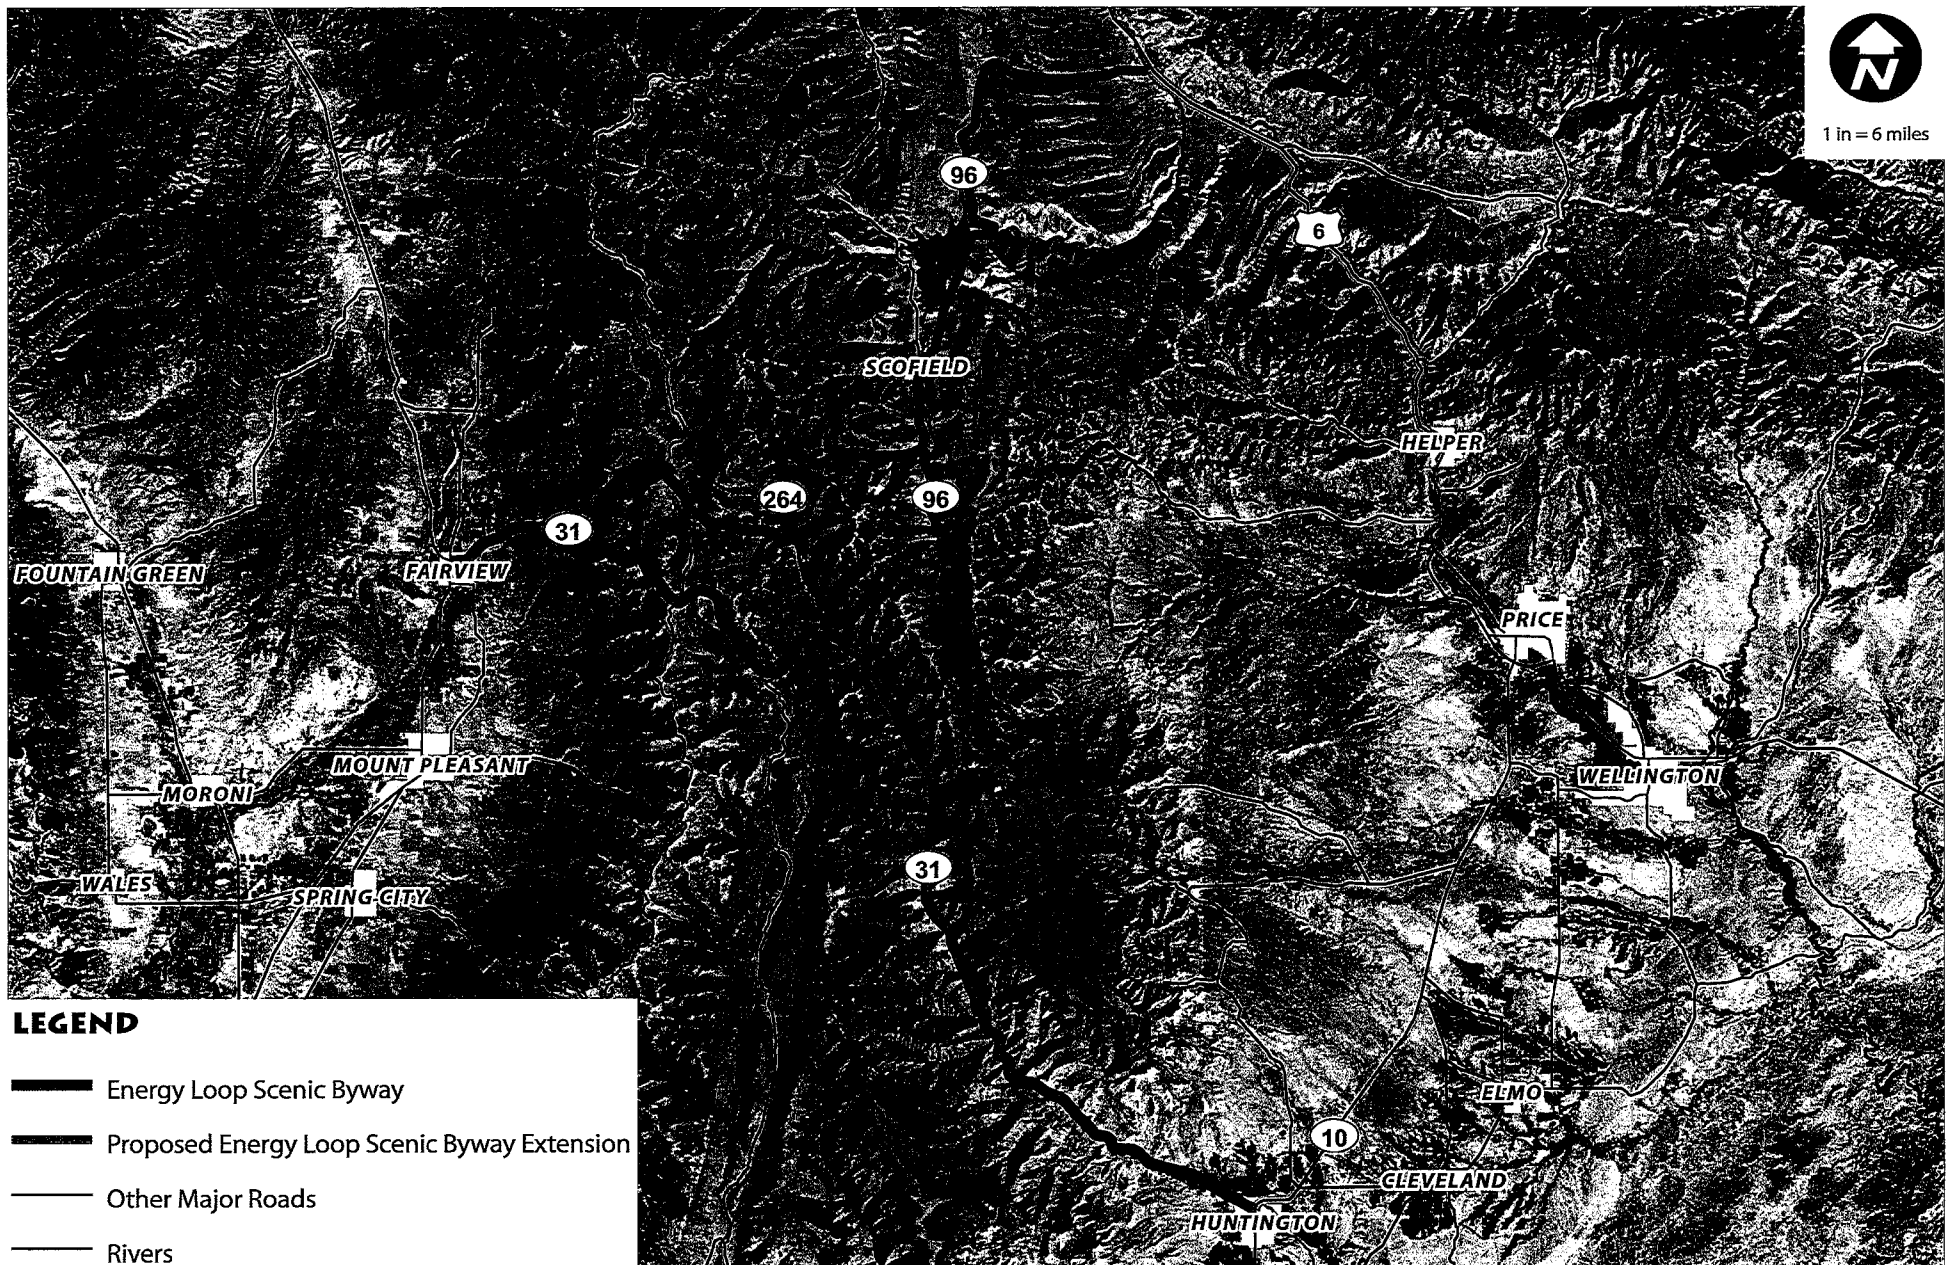 N
1 in = 6 miles
96
6
SCOFIELD
HELPER
264
96
31
FOUNTAIN GREEN
FAIRVIEW
PRICE
MOUNT PLEASANT
WELLINGTON
MORONI
31
WALES
SPRING CITY
LEGEND
Energy Loop Scenic Byway
Proposed Energy Loop Scenic Byway Extension
Other Major Roads
Rivers
ELMO
10
CLEVELAND
HUNTINGTON